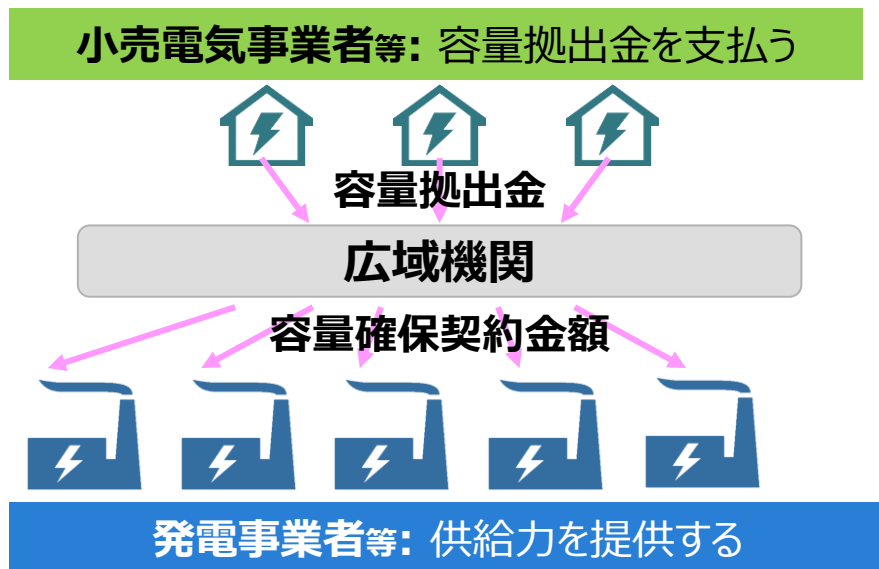 小売電気事業者等: 容量拠出金を支払う
容量拠出金
広域機関
容量確保契約金額
発電事業者等: 供給力を提供する